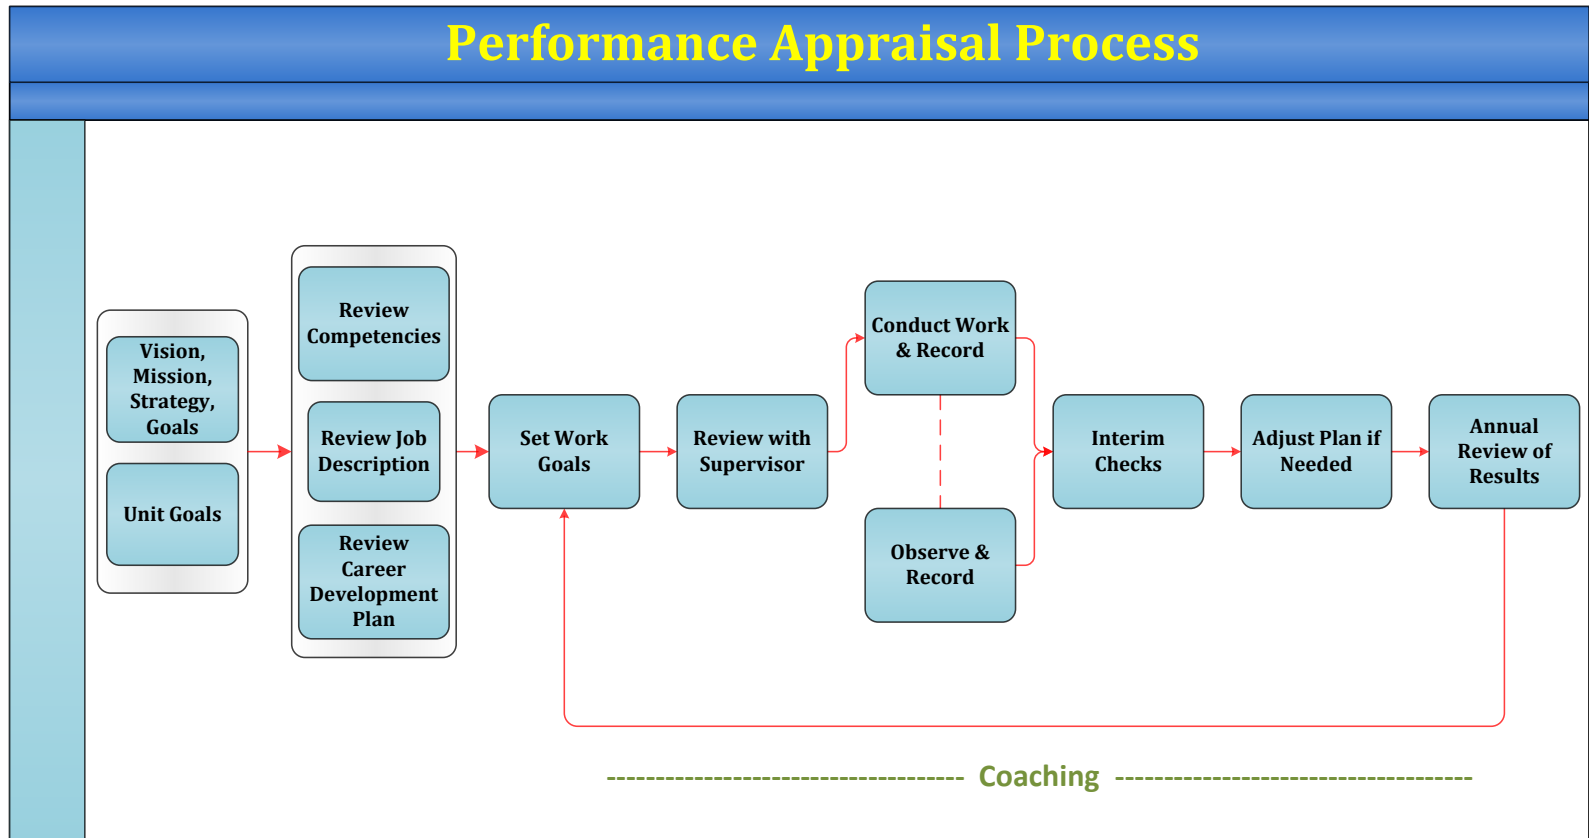 Performance Appraisal Process
Vision,
Mission,
Strategy,
Goals
Unit Goals
Review
Competencies
Review Job
Description
Review
Career
Development
Plan
Set Work
Goals
Review with
Supervisor
Conduct Work
& Record
Observe &
Record
Interim
Checks
Adjust Plan if
Needed
Annual
Review of
Results
Coaching